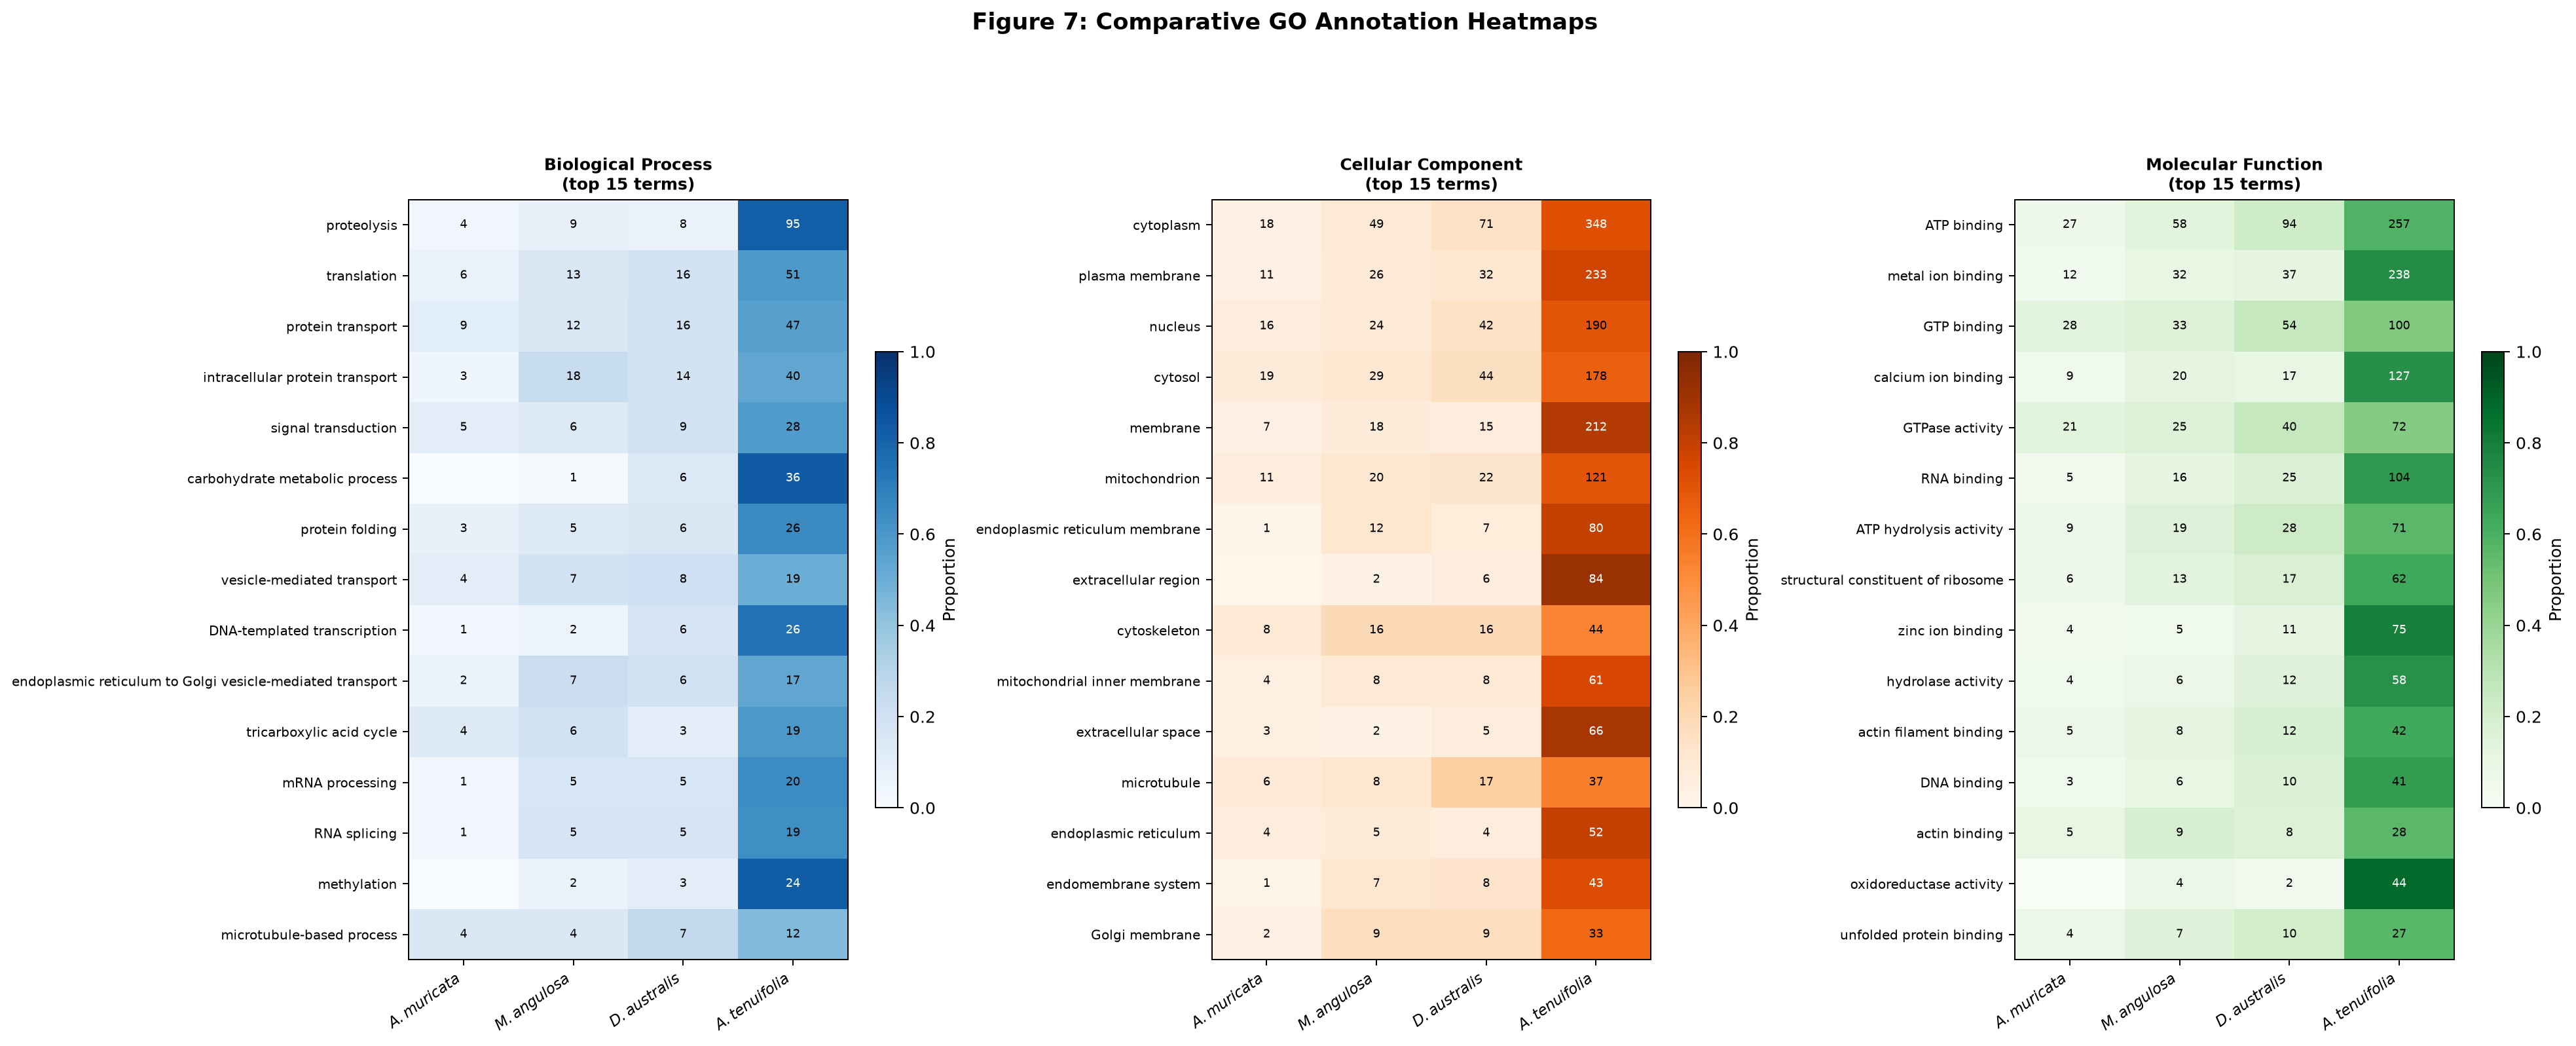 Figure 7: Comparative GO Annotation Heatmaps
Biological Process
(top 15 terms)
proteolysis 4 9 8 95
translation 6 13 16 51
protein transport 9 12 16 47
intracellular protein transport 3 18 14 40
signal transduction 5 6 9 28
carbohydrate metabolic process 1 6 36
protein folding 3 5 6 26
vesicle-mediated transport 4 7 8 19
DNA-templated transcription 1 2 6 26
endoplasmic reticulum to Golgi vesicle-mediated transport 2 7 6 17
tricarboxylic acid cycle 4 6 3 19
mRNA processing 1 5 5 20
RNA splicing 1 5 5 19
methylation 2 3 24
microtubule-based process 4 4 7 12
A. muricata M. angulosa D. australis A. tenuifolia
1.0
0.8
0.6
0.4
0.2
0.0
Proportion
Cellular Component
(top 15 terms)
cytoplasm 18 49 71 348
plasma membrane 11 26 32 233
nucleus 16 24 42 190
cytosol 19 29 44 178
membrane 7 18 15 212
mitochondrion 11 20 22 121
endoplasmic reticulum membrane 1 12 7 80
extracellular region 2 6 84
cytoskeleton 8 16 16 44
mitochondrial inner membrane 4 8 8 61
extracellular space 3 2 5 66
microtubule 6 8 17 37
endoplasmic reticulum 4 5 4 52
endomembrane system 1 7 8 43
Golgi membrane 2 9 9 33
A. muricata M. angulosa D. australis A. tenuifolia
1.0
0.8
0.6
0.4
0.2
0.0
Proportion
Molecular Function
(top 15 terms)
ATP binding 27 58 94 257
metal ion binding 12 32 37 238
GTP binding 28 33 54 100
calcium ion binding 9 20 17 127
GTPase activity 21 25 40 72
RNA binding 5 16 25 104
ATP hydrolysis activity 9 19 28 71
structural constituent of ribosome 6 13 17 62
zinc ion binding 4 5 11 75
hydrolase activity 4 6 12 58
actin filament binding 5 8 12 42
DNA binding 3 6 10 41
actin binding 5 9 8 28
oxidoreductase activity 4 2 44
unfolded protein binding 4 7 10 27
A. muricata M. angulosa D. australis A. tenuifolia
1.0
0.8
0.6
0.4
0.2
0.0
Proportion